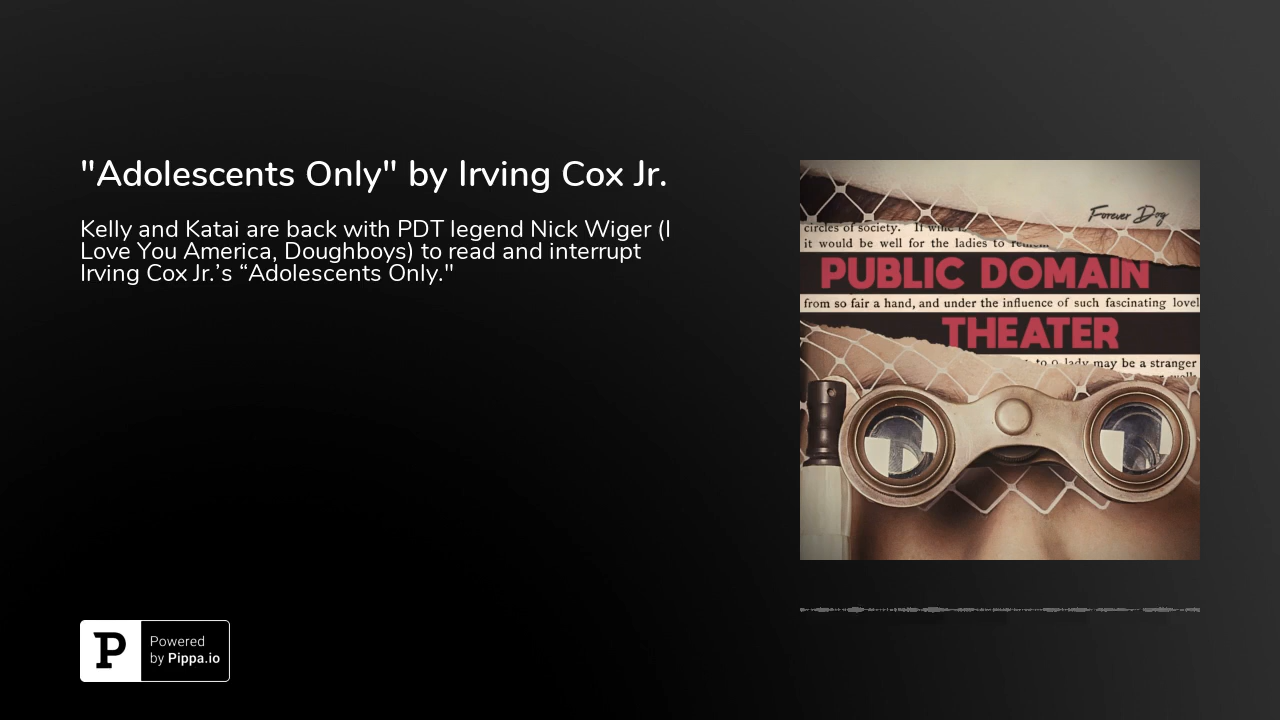 "Adolescents Only" by Irving Cox Jr.
Kelly and Katai are back with PDT legend Nick Wiger (I
Love You America, Doughboys) to read and interrupt
Irving Cox Jr.’s “Adolescents Only."
Forever Dog
circles of society. If
it would be well for the ladies to
PUBLIC DOMAIN
from so fair a hand, and under the influence of such fascinating level
THEATER
lady may be a stranger
P
Powered
by Pippa.io